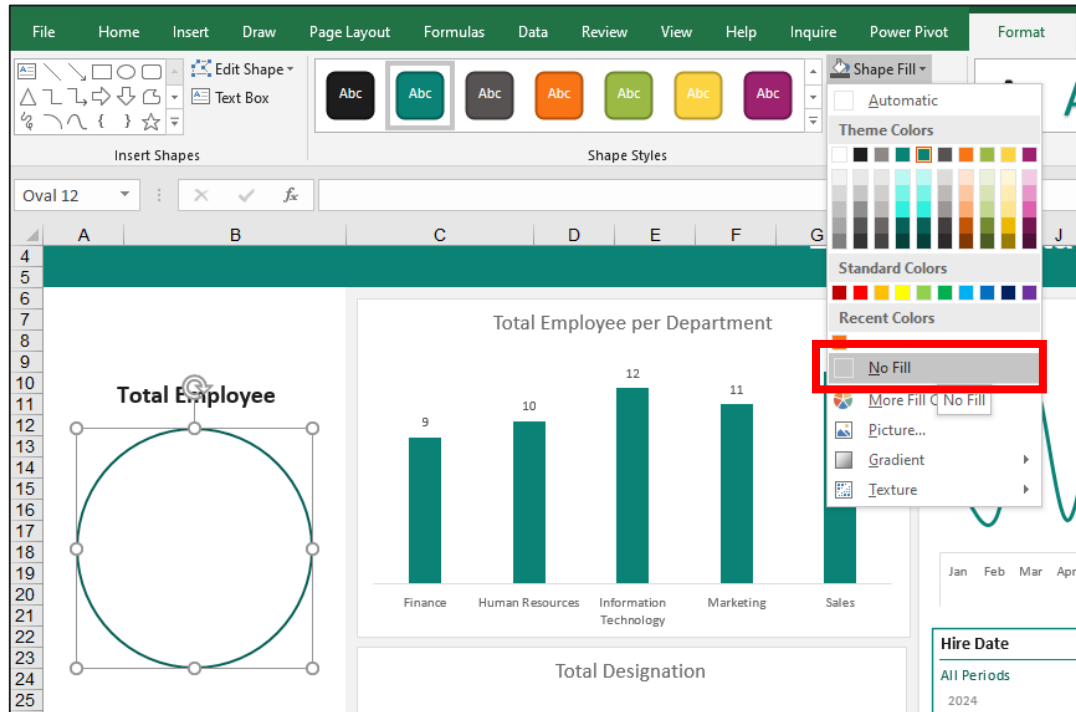 File Home Insert Draw Page Layout Formulas Data Review View Help Inquire Power Pivot Format
Edit Shape
Text Box
Insert Shapes
Abc Abc Abc Abc Abc Abc Abc
Shape Styles
Shape Fill
Automatic
Theme Colors
Standard Colors
Recent Colors
No Fill
More Fill C
No Fill
Picture...
Gradient
Texture
Oval 12
fx
A B C D E F G J
4
5
6
7
8
9
10
11
12
13
14
15
16
17
18
19
20
21
22
23
24
25
Total Employee
Total Employee per Department
9 10 12 11
Finance Human Resources Information Technology Marketing Sales
Total Designation
Jan Feb Mar Apr
Hire Date
All Periods
2024